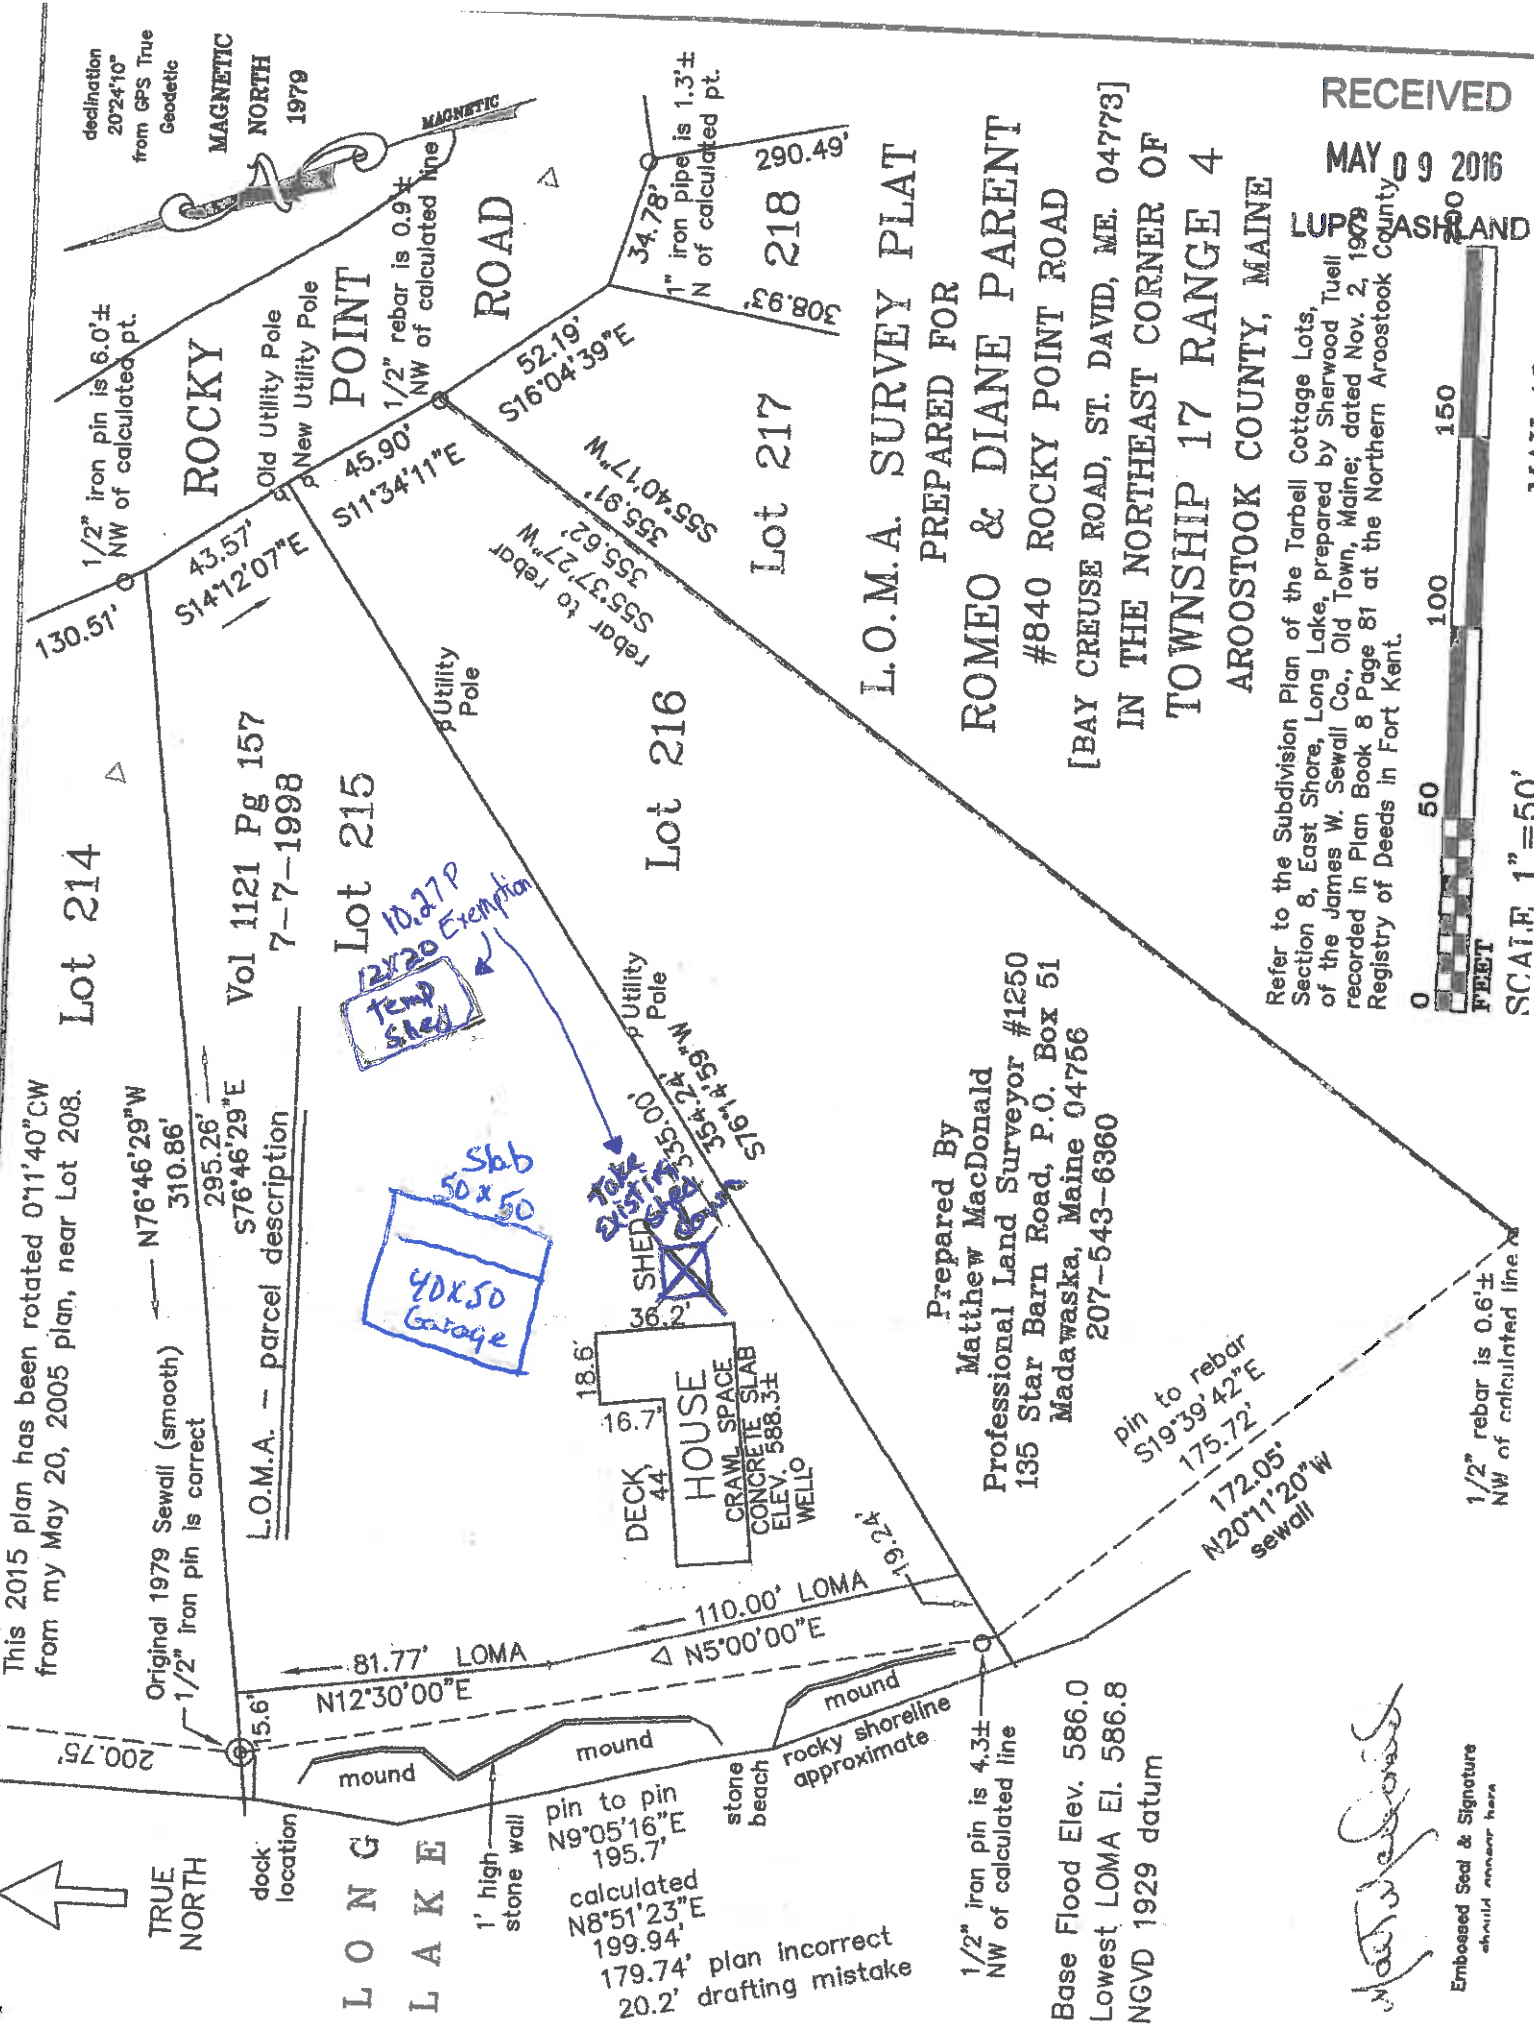 This 2015 plan has been rotated 0°11'40"CW
from my May 20, 2005 plan, near Lot 208.
Lot 214
declination
20°24'10"
from GPS True
Geodetic
MAGNETIC
NORTH
1979
MAGNETIC
TRUE
NORTH
200.75'
Original 1979 Sewall (smooth)
1/2" iron pin is correct
N76°46'29"W
310.86'
295.26'
S76°46'29"E
L.O.M.A. - parcel description
Vol 1121 Pg 157
7-7-1998
Lot 215
130.51'
1/2" iron pin is 6.0'±
NW of calculated pt.
43.57'
S14°12'07"E
ROCKY
POINT
ROAD
Old Utility Pole
New Utility Pole
45.90'
S11°34'11"E
1/2" rebar is 0.9'±
NW of calculated line
52.19'
S16°04'39"E
34.78'
1" iron pipe is 1.3'±
N of calculated pt.
290.49'
308.93'
Lot 218
Lot 217
S55°40'17"W
355.91'
355.62'
S55°37'27"W
rebar to rebar
Utility
Pole
Lot 216
10.27P
Exemption
12X20
Temp
Shed
Slab
50x50
40X50
Garage
Take
Existing
Shed
down
Utility
Pole
335.00'
354.24'
S76°14'59"W
SHED
36.2'
18.6'
16.7'
DECK
44'
HOUSE
CRAWL SPACE
CONCRETE SLAB
ELEV. 588.3±
WELL
15.6'
81.77' LOMA
N12°30'00"E
110.00' LOMA
N5°00'00"E
19.24'
dock
location
LONG
LAKE
mound
mound
mound
1' high
stone wall
stone
beach
rocky shoreline
approximate
pin to pin
N9°05'16"E
195.7'
calculated
N8°51'23"E
199.94'
179.74' plan incorrect
20.2' drafting mistake
1/2" iron pin is 4.3±
NW of calculated line
Base Flood Elev. 586.0
Lowest LOMA El. 586.8
NGVD 1929 datum
pin to rebar
S19°39'42"E
175.72'
172.05'
N20°11'20"W
sewall
1/2" rebar is 0.6'±
NW of calculated line
Prepared By
Matthew MacDonald
Professional Land Surveyor #1250
135 Star Barn Road, P.O. Box 51
Madawaska, Maine 04756
207-543-6360
L.O.M.A. SURVEY PLAT
PREPARED FOR
ROMEO & DIANE PARENT
#840 ROCKY POINT ROAD
[BAY CREUSE ROAD, ST. DAVID, ME. 04773]
IN THE NORTHEAST CORNER OF
TOWNSHIP 17 RANGE 4
AROOSTOOK COUNTY, MAINE
Refer to the Subdivision Plan of the Tarbell Cottage Lots,
Section 8, East Shore, Long Lake, prepared by Sherwood Tuell
of the James W. Sewall Co., Old Town, Maine; dated Nov. 2, 1979
recorded in Plan Book 8 Page 81 at the Northern Aroostook County
Registry of Deeds in Fort Kent.
RECEIVED
MAY 09 2016
LUPC ASHLAND
0 50 100 150 200
FEET
SCALE 1"=50'
Embossed Seal & Signature
should appear here